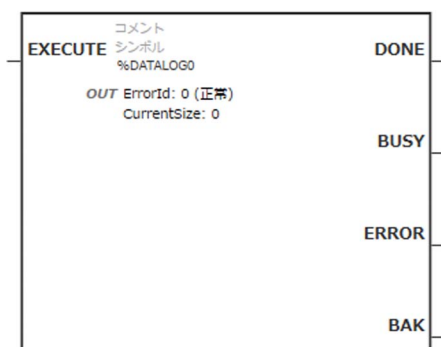 コメント
EXECUTE シンボル DONE
%DATALOG0
OUT ErrorId: 0 (正常)
CurrentSize: 0
BUSY
ERROR
BAK